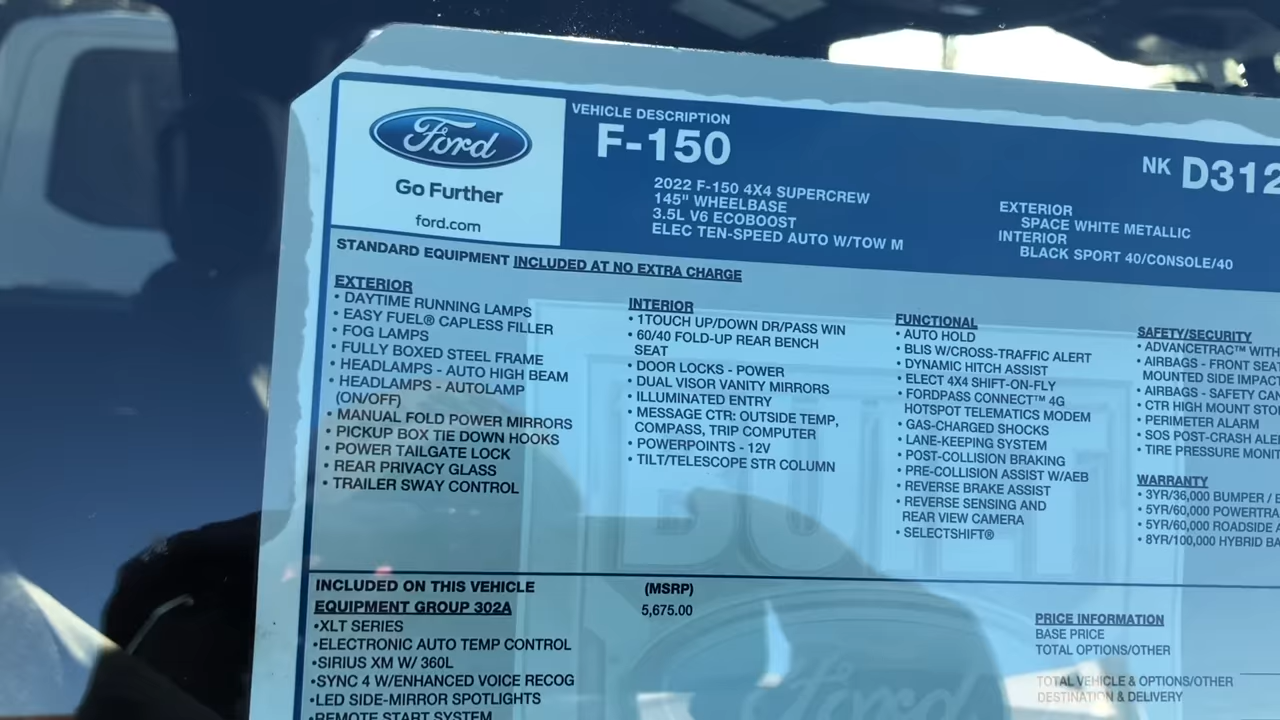 Ford
Go Further
ford.com
VEHICLE DESCRIPTION
F-150
2022 F-150 4X4 SUPERCREW
145" WHEELBASE
3.5L V6 ECOBOOST
ELEC TEN-SPEED AUTO W/TOW M
EXTERIOR
SPACE WHITE METALLIC
INTERIOR
BLACK SPORT 40/CONSOLE/40
NK D312
STANDARD EQUIPMENT INCLUDED AT NO EXTRA CHARGE
EXTERIOR
• DAYTIME RUNNING LAMPS
• EASY FUEL® CAPLESS FILLER
• FOG LAMPS
• FULLY BOXED STEEL FRAME
• HEADLAMPS - AUTO HIGH BEAM
• HEADLAMPS - AUTOLAMP
(ON/OFF)
• MANUAL FOLD POWER MIRRORS
• PICKUP BOX TIE DOWN HOOKS
• POWER TAILGATE LOCK
• REAR PRIVACY GLASS
• TRAILER SWAY CONTROL
INTERIOR
• 1TOUCH UP/DOWN DR/PASS WIN
• 60/40 FOLD-UP REAR BENCH
SEAT
• DOOR LOCKS - POWER
• DUAL VISOR VANITY MIRRORS
• ILLUMINATED ENTRY
• MESSAGE CTR: OUTSIDE TEMP,
COMPASS, TRIP COMPUTER
• POWERPOINTS - 12V
• TILT/TELESCOPE STR COLUMN
FUNCTIONAL
• AUTO HOLD
• BLIS W/CROSS-TRAFFIC ALERT
• DYNAMIC HITCH ASSIST
• ELECT 4X4 SHIFT-ON-FLY
• FORDPASS CONNECT™ 4G
HOTSPOT TELEMATICS MODEM
• GAS-CHARGED SHOCKS
• LANE-KEEPING SYSTEM
• POST-COLLISION BRAKING
• PRE-COLLISION ASSIST W/AEB
• REVERSE BRAKE ASSIST
• REVERSE SENSING AND
REAR VIEW CAMERA
• SELECTSHIFT®
SAFETY/SECURITY
• ADVANCETRAC™ WITH
• AIRBAGS - FRONT SEAT
MOUNTED SIDE IMPACT
• AIRBAGS - SAFETY CAN
• CTR HIGH MOUNT STO
• PERIMETER ALARM
• SOS POST-CRASH ALE
• TIRE PRESSURE MONIT
WARRANTY
• 3YR/36,000 BUMPER /
• 5YR/60,000 POWERTRA
• 5YR/60,000 ROADSIDE A
• 8YR/100,000 HYBRID BA
INCLUDED ON THIS VEHICLE
(MSRP)
EQUIPMENT GROUP 302A
5,675.00
•XLT SERIES
•ELECTRONIC AUTO TEMP CONTROL
•SIRIUS XM W/ 360L
•SYNC 4 W/ENHANCED VOICE RECOG
•LED SIDE-MIRROR SPOTLIGHTS
•REMOTE START SYSTEM
PRICE INFORMATION
BASE PRICE
TOTAL OPTIONS/OTHER
TOTAL VEHICLE & OPTIONS/OTHER
DESTINATION & DELIVERY
BUILT
Ford